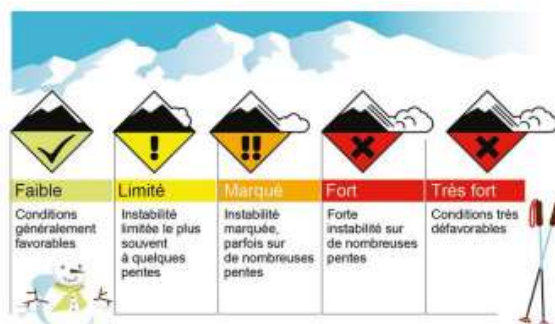 Faible
Conditions
généralement
favorables
Limité
Instabilité
limitée le plus
souvent
à quelques
pentes
Marqué
Instabilité
marquée,
parfois sur
de nombreuses
pentes
Fort
Forte
instabilité sur
de nombreuses
pentes
Très fort
Conditions très
défavorables